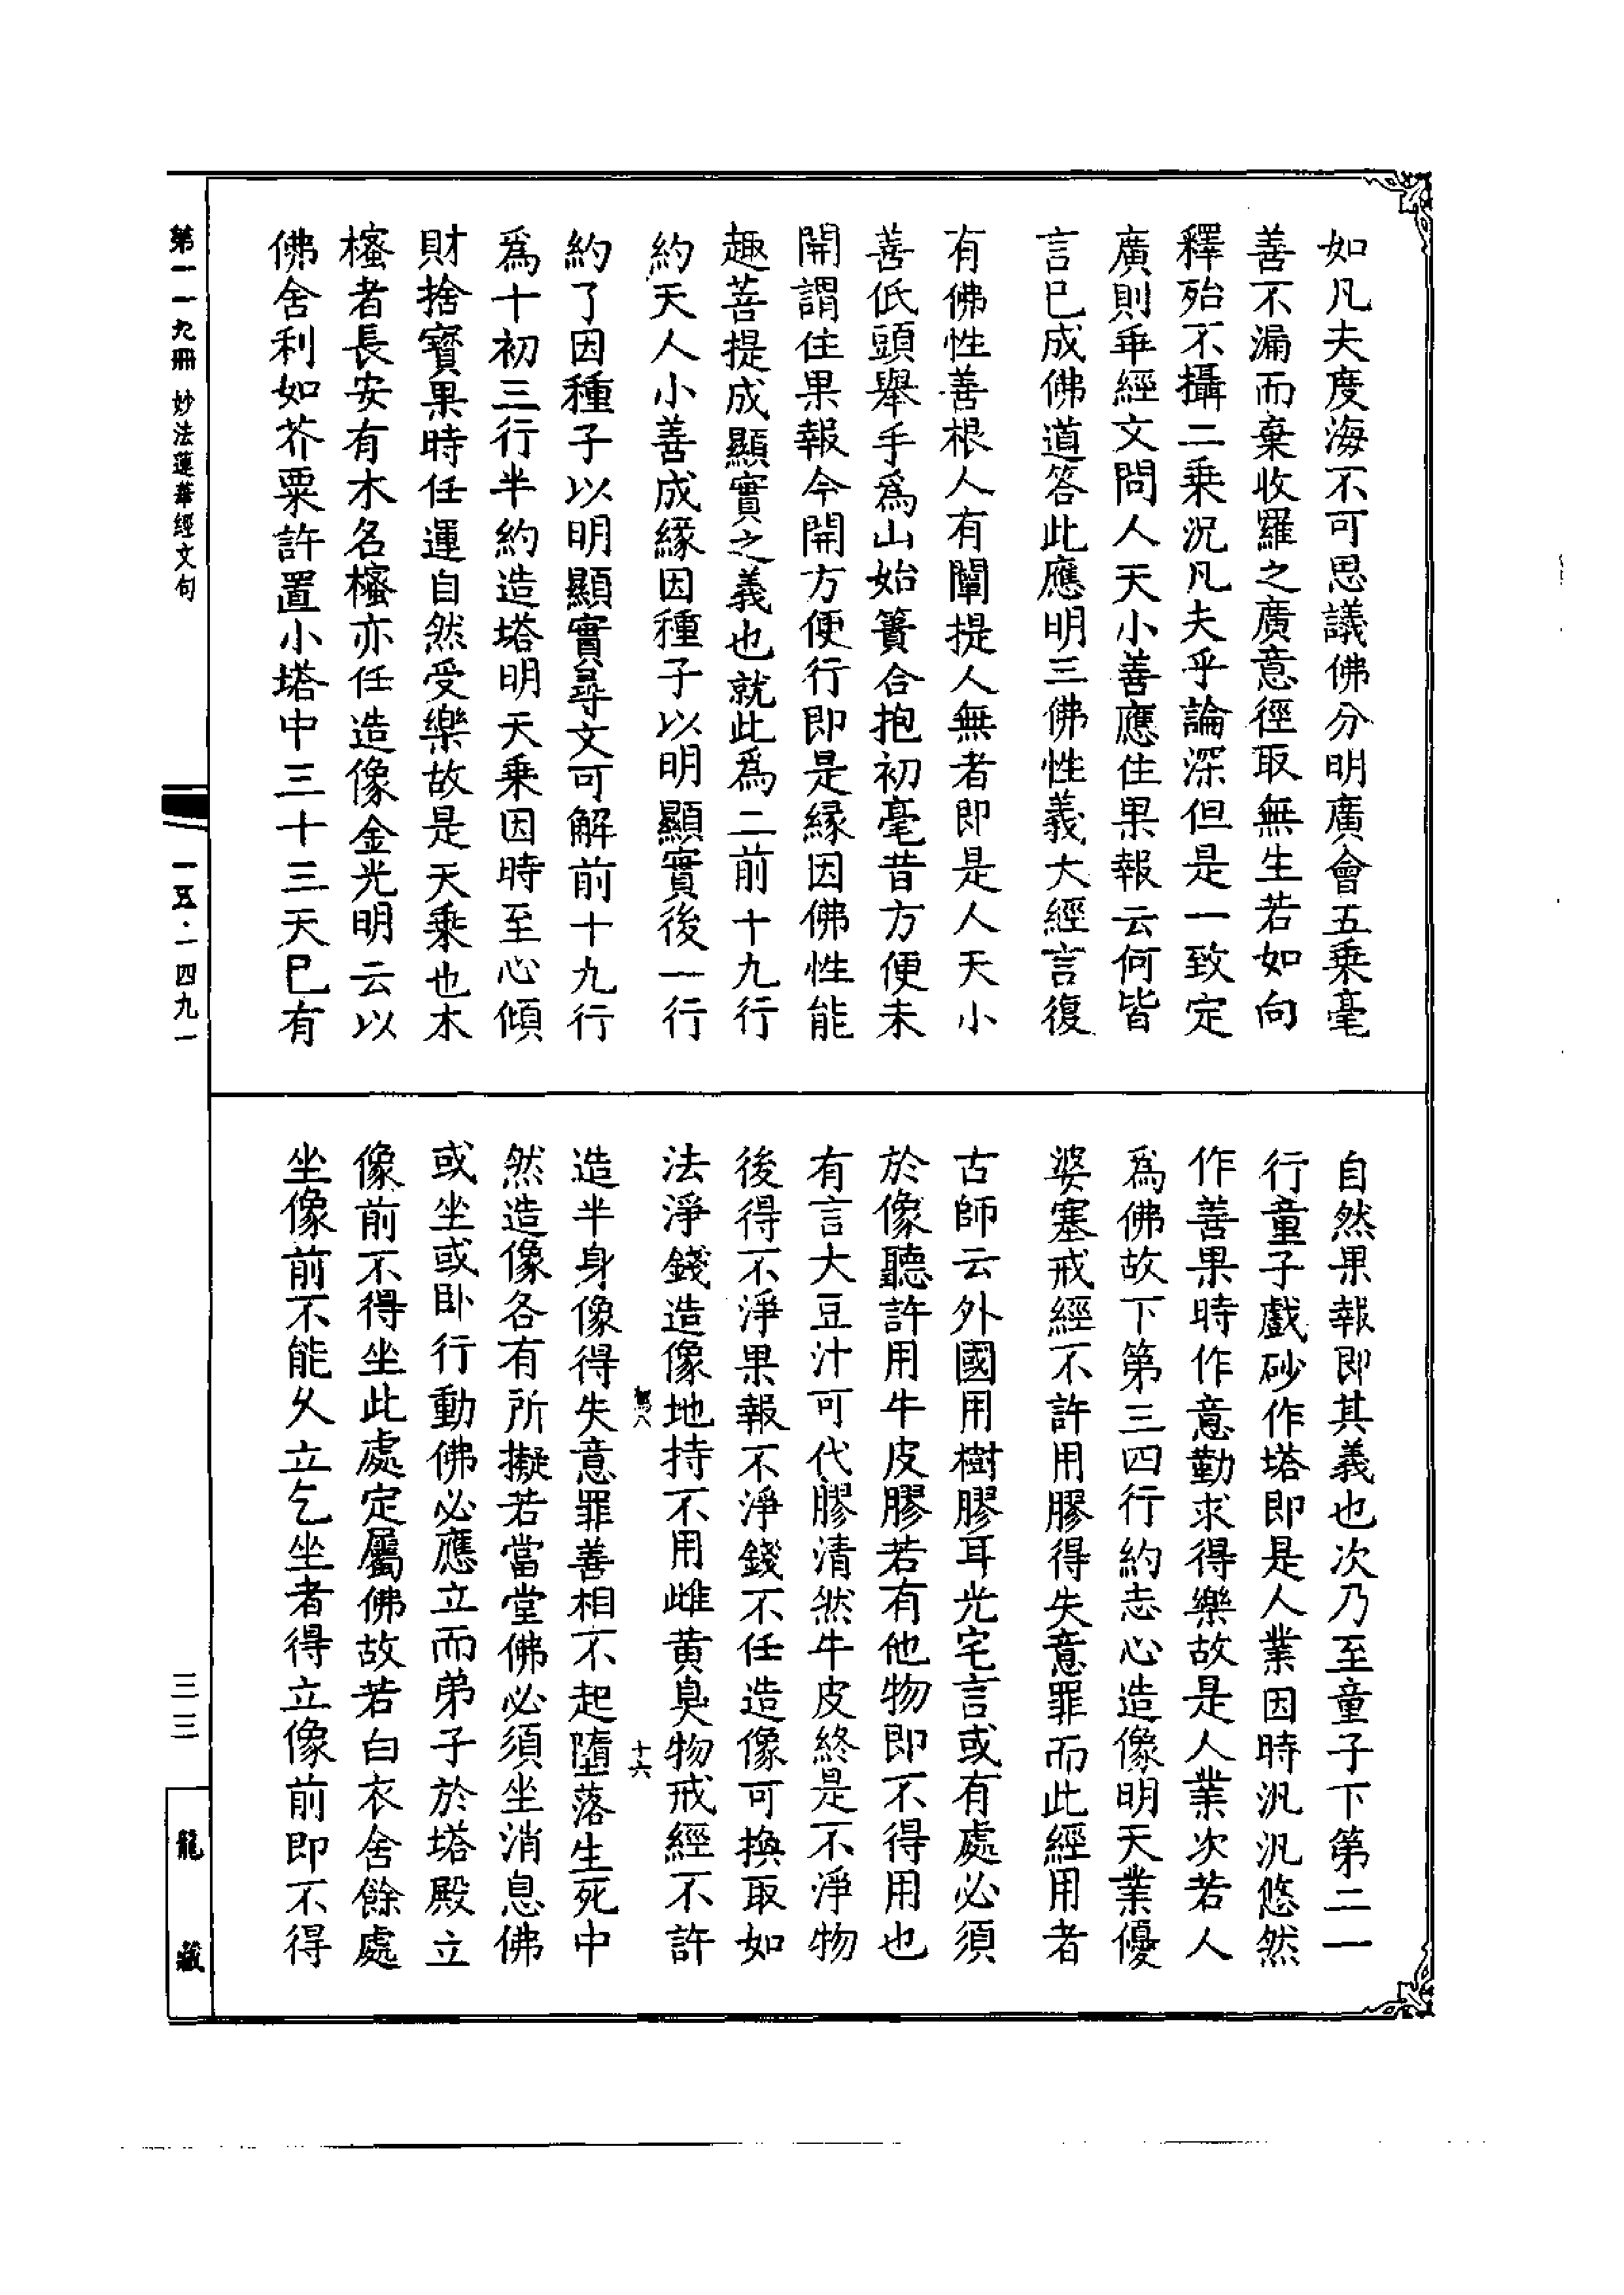 如凡夫度海不可思議佛分明廣會五乘毫
善不漏而棄收羅之廣意徑取無生若如向
釋殆不攝二乗況凡夫乎論深但是一致定
廣則乖經文問人天小善應住果報云何皆
言已成佛道答此應明三佛性義大經言復
有佛性善根人有闡提人無者即是人天小
善低頭舉手爲山始簣合抱初毫昔方便未
開謂住果報今開方便行即是緣因佛性能
趣菩提成顯實之義也就此爲二前十九行
約天人小善成緣因種子以明顯實後一行
約了因種子以明顯實尋文可解前十九行
爲十初三行半約造塔明天乘因時至心傾
財捨寶果時任運自然受樂故是天乘也木
櫁者長安有木名櫁亦任造像金光明云以
佛舍利如芥粟許置小塔中三十三天已有
自然果報即其義也次乃至童子下第二一
行童子戲砂作塔即是人業因時汎汎悠然
作善果時作意勤求得樂故是人業次若人
爲佛故下第三四行約志心造像明天業優
婆塞戒經不許用膠得失意罪而此經用者
古師云外國用樹膠耳光宅言或有處必須
於像聽許用牛皮膠若有他物即不得用也
有言大豆汁可代膠清然牛皮終是不淨物
後得不淨果報不淨錢不任造像可換取如
法淨錢造像地持不用雌黄臭物戒經不許
十六
造半身像得失意罪善相不起墮落生死中
然造像各有所擬若當堂佛必須坐消息佛
或坐或卧行動佛必應立而弟子於塔殿立
像前不得坐此處定屬佛故若白衣舍餘處
坐像前不能乆立乞坐者得立像前即不得
第一一九冊 妙法蓮華經文句
一五·一四九一
三三
龍藏